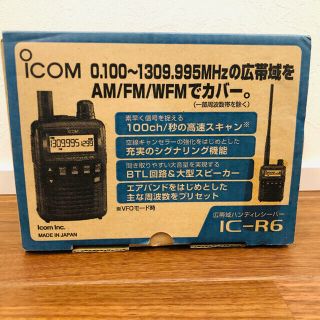 ICOM
0.100~1309.995MHzの広帯域を
AM/FM/WFMでカバー。
(一部周波数帯を除く)
素早く信号を捉える
100ch/秒の高速スキャン※
空線キャンセラーの強化をはじめとした
充実のシグナリング機能
聞き取りやすい大音量を実現する
BTL回路&大型スピーカー
エアバンドをはじめとした
主な周波数をプリセット
※VFOモード時
Icom Inc.
MADE IN JAPAN
広帯域ハンディレシーバー
IC-R6